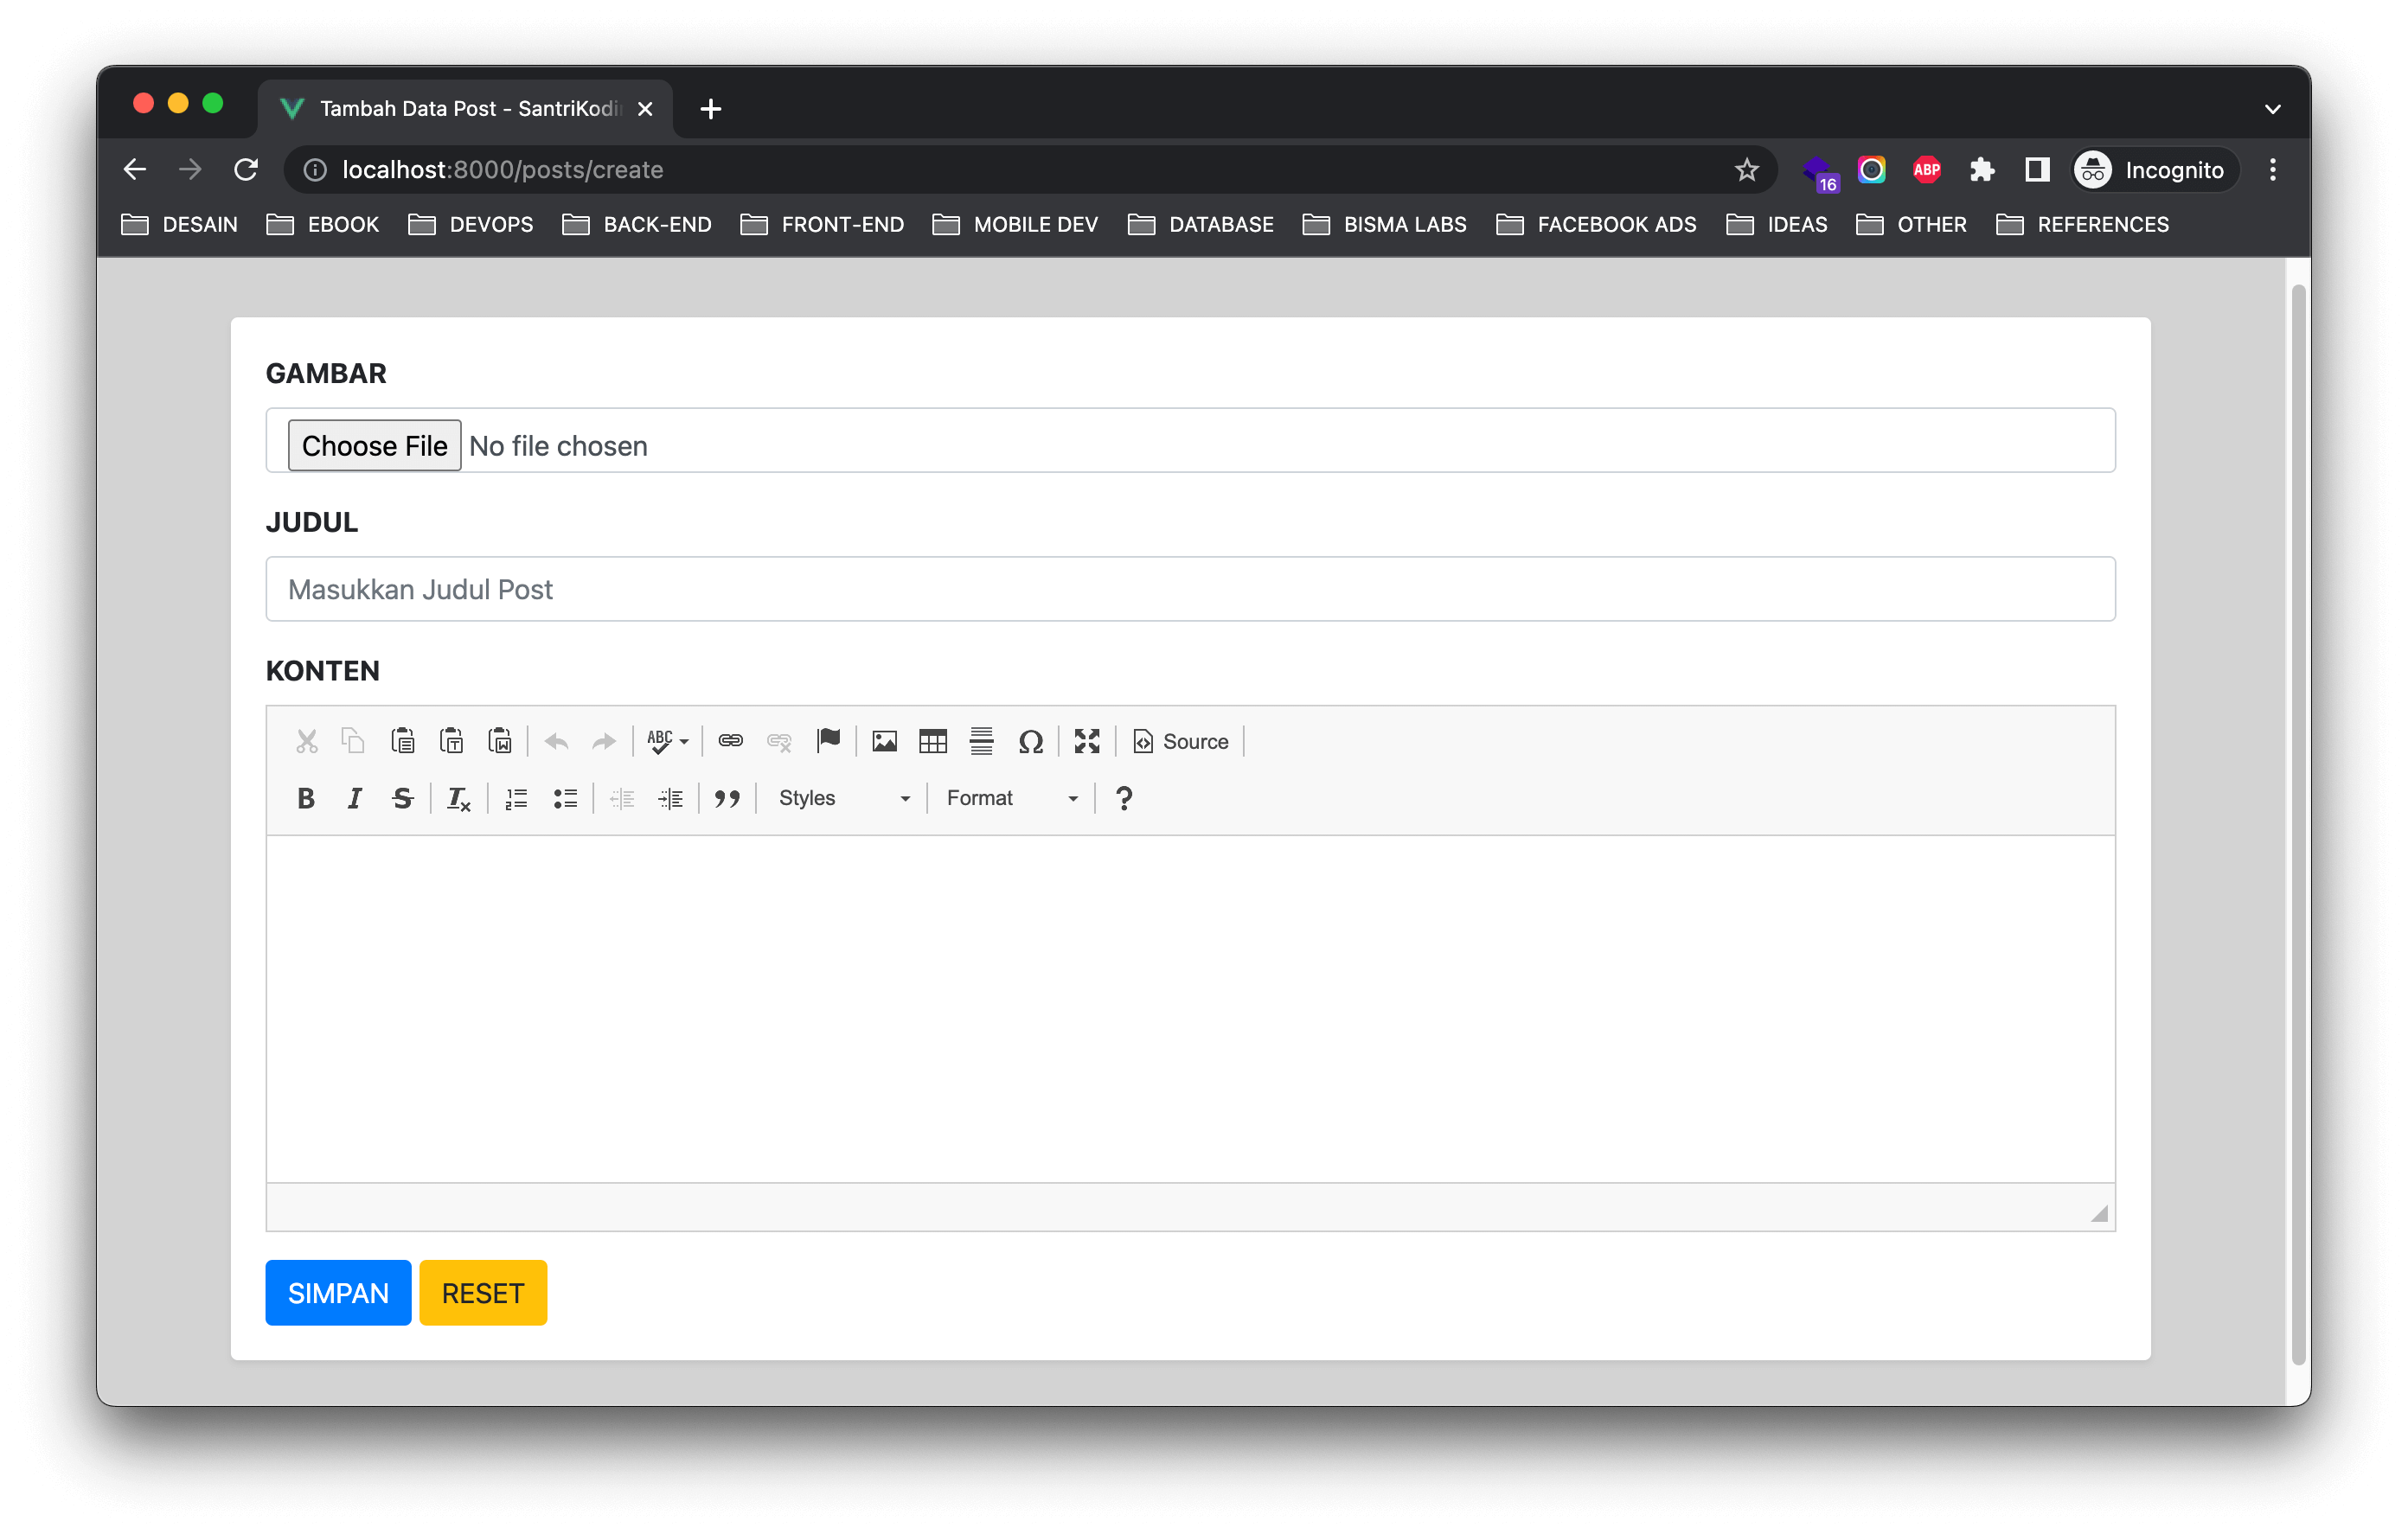 Tambah Data Post - SantriKodi
localhost:8000/posts/create
16
ABP
Incognito
DESAIN EBOOK DEVOPS BACK-END FRONT-END MOBILE DEV DATABASE BISMA LABS FACEBOOK ADS IDEAS OTHER REFERENCES
GAMBAR
Choose File No file chosen
JUDUL
Masukkan Judul Post
KONTEN
ABC Ω Source
B I S Tx Styles Format ?
SIMPAN RESET